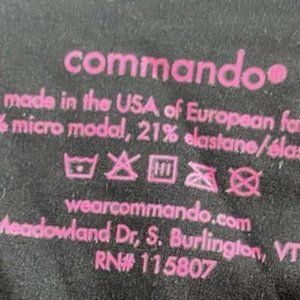 commando®
made in the USA of European
micro modal, 21% elastane/élas
wearcommando.com
Meadowland Dr, S. Burlington, VT
RN# 115807